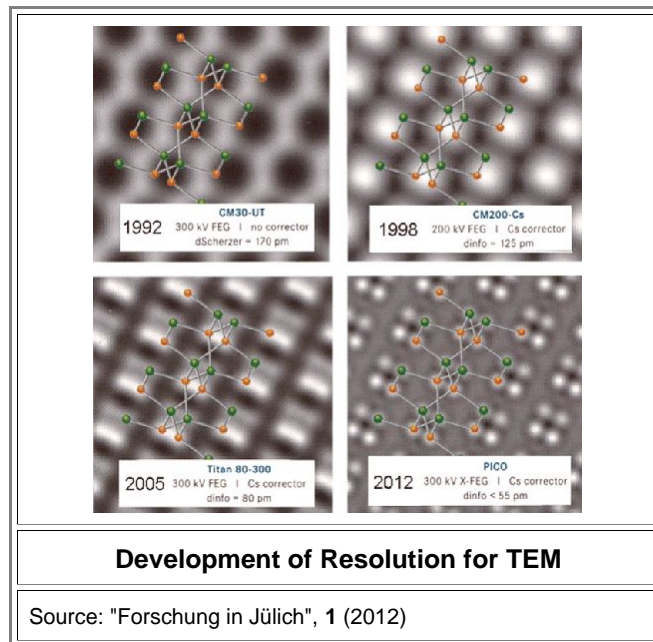 1992
CM30-UT
300 kV FEG | no corrector
dScherzer = 170 pm
1998
CM200-Cs
200 kV FEG | Cs corrector
dinfo = 125 pm
2005
Titan 80-300
300 kV FEG | Cs corrector
dinfo = 80 pm
2012
PICO
300 kV X-FEG | Cs corrector
dinfo < 55 pm
Development of Resolution for TEM
Source: "Forschung in Jülich", 1 (2012)